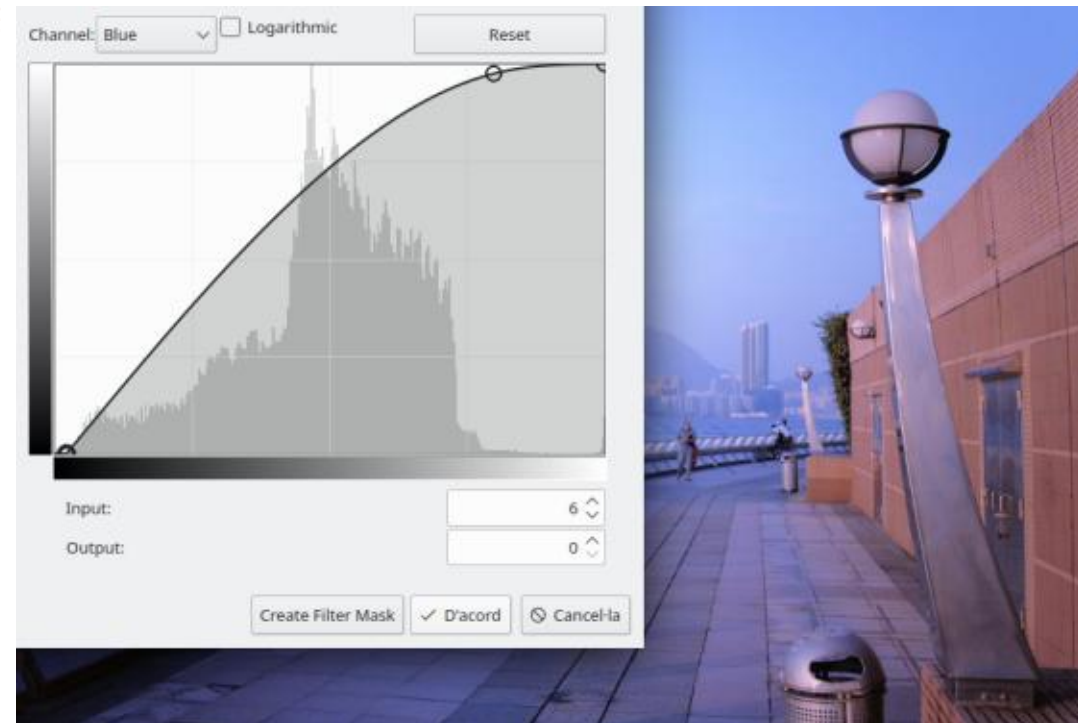 Channel: Blue Logarithmic Reset
Input: 6
Output: 0
Create Filter Mask D'acord Cancel·la